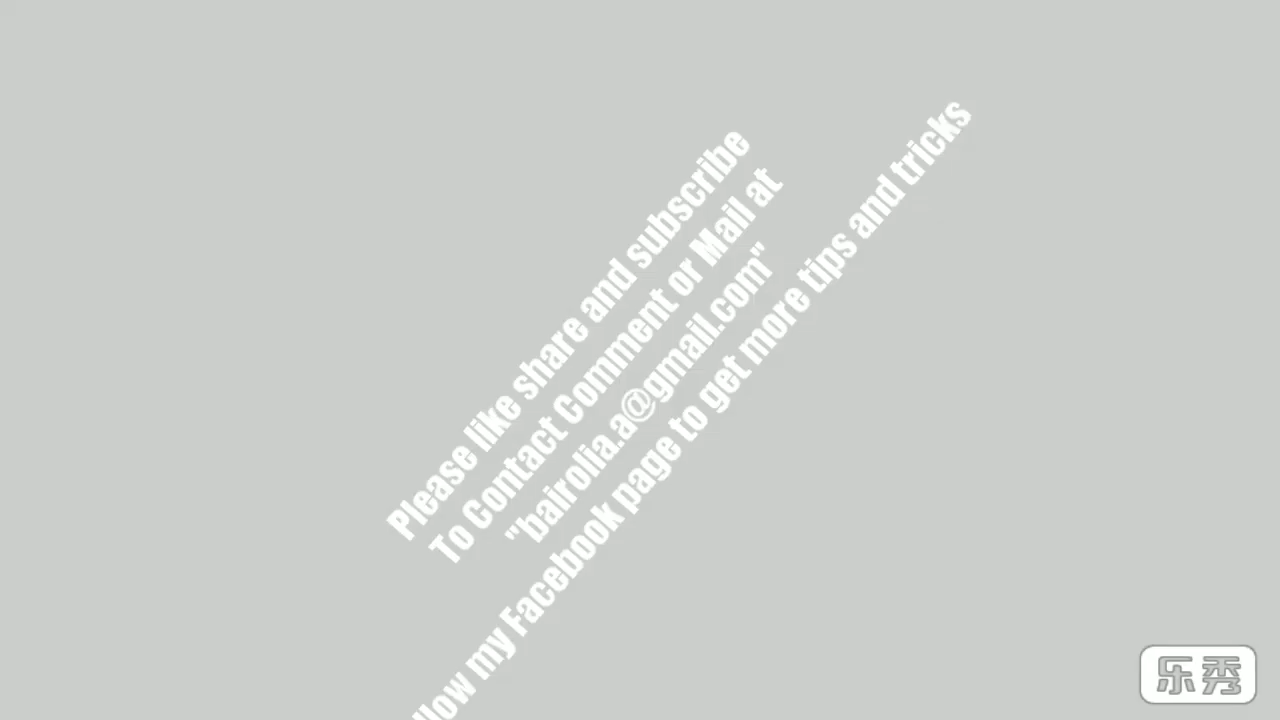 Please like share and subscribe
To Contact Comment or Mail at
"bairolia.a@gmail.com"
my Facebook page to get more tips and tricks
乐秀